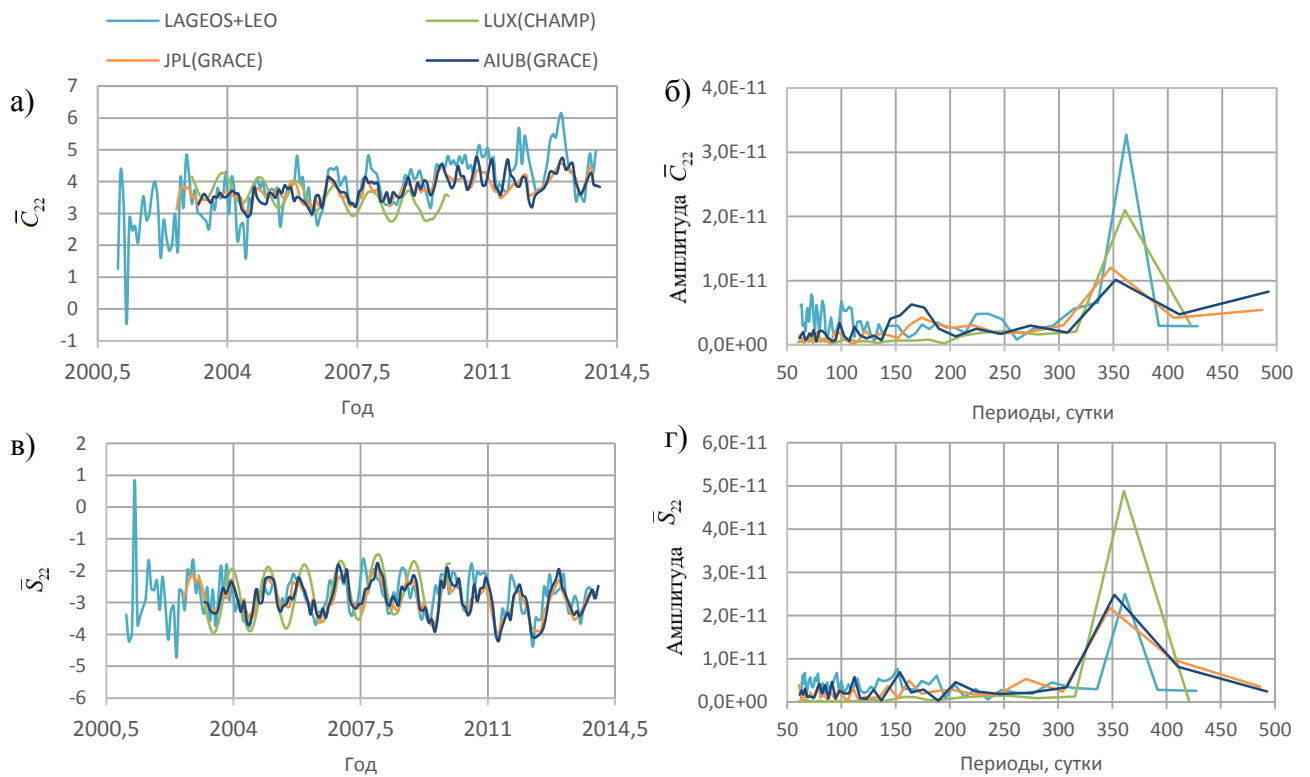 LAGEOS+LEO
LUX(CHAMP)
JPL(GRACE)
AIUB(GRACE)
а)
C̅₂₂
7
6
5
4
3
2
1
0
-1
2000,5
2004
2007,5
2011
2014,5
Год
б)
Амплитуда C̅₂₂
4,0E-11
3,0E-11
2,0E-11
1,0E-11
0,0E+00
50
100
150
200
250
300
350
400
450
500
Периоды, сутки
в)
S̅₂₂
2
1
0
-1
-2
-3
-4
-5
-6
2000,5
2004
2007,5
2011
2014,5
Год
г)
Амплитуда S̅₂₂
6,0E-11
5,0E-11
4,0E-11
3,0E-11
2,0E-11
1,0E-11
0,0E+00
50
100
150
200
250
300
350
400
450
500
Периоды, сутки